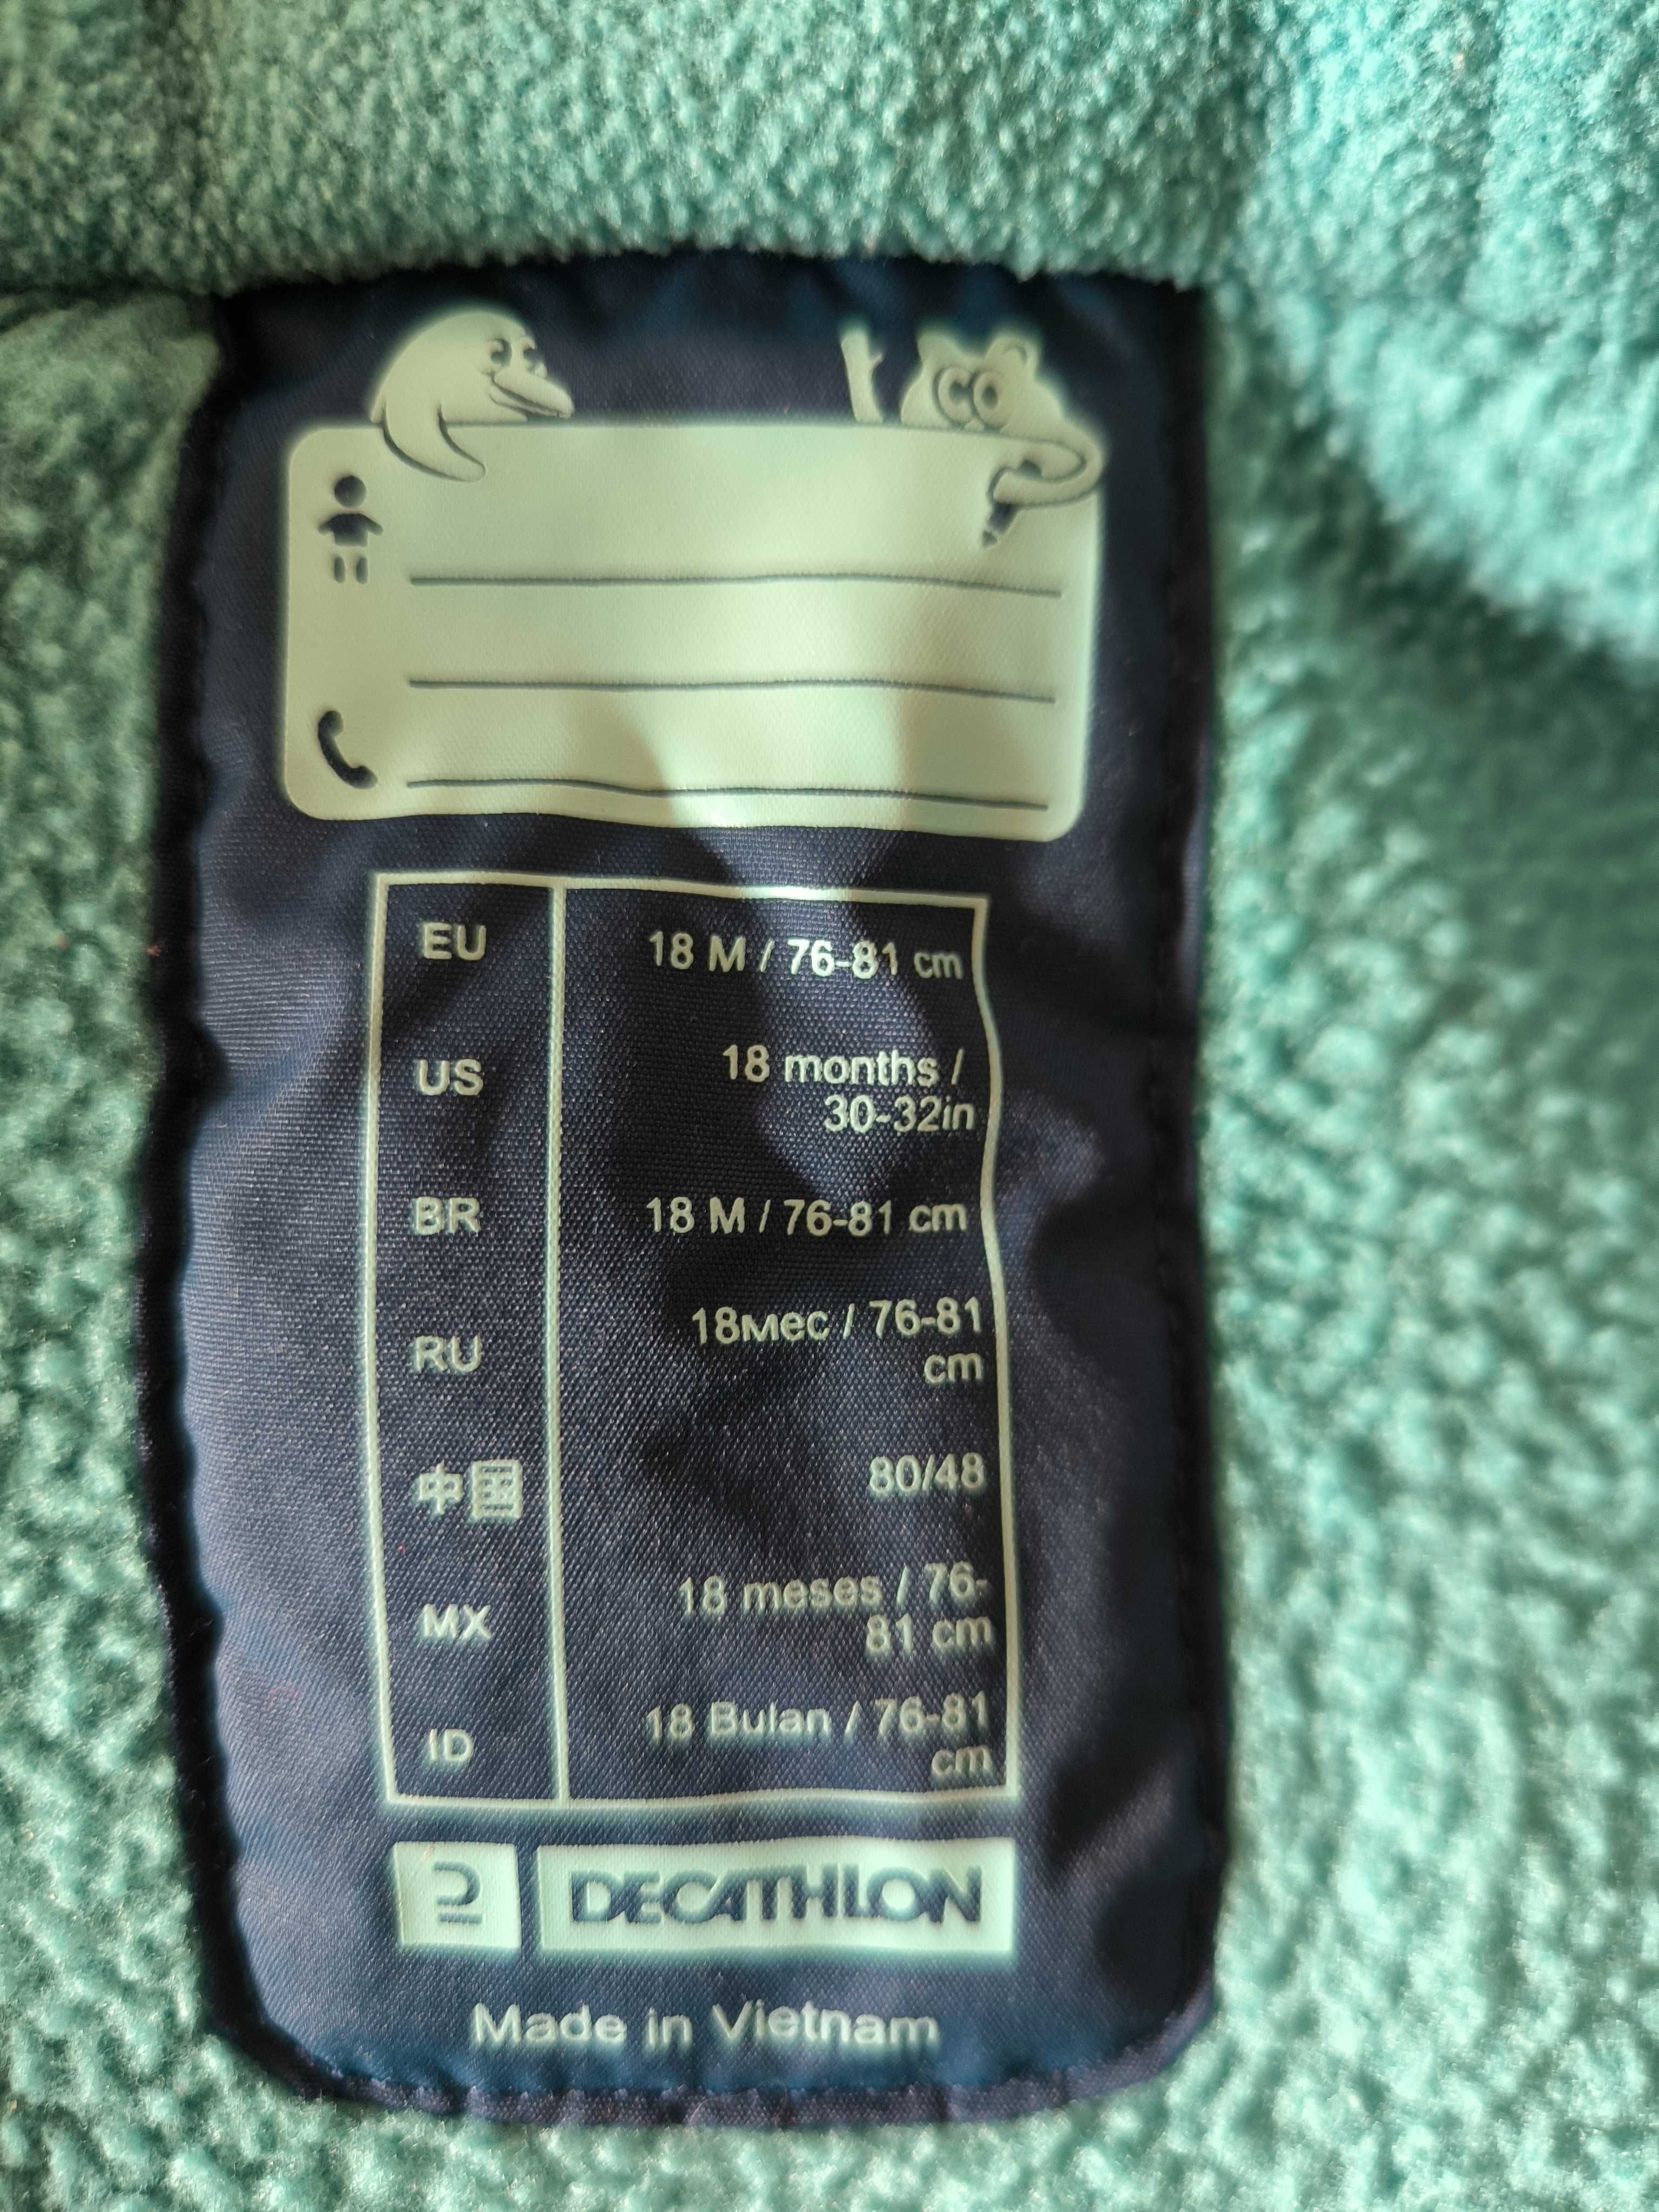 EU 18 M / 76-81 cm
US 18 months /
30-32in
BR 18 M / 76-81 cm
RU 18мес / 76-81
cm
中国 80/48
MX 18 meses / 76-
81 cm
ID 18 Bulan / 76-81
cm
DECATHLON
Made in Vietnam